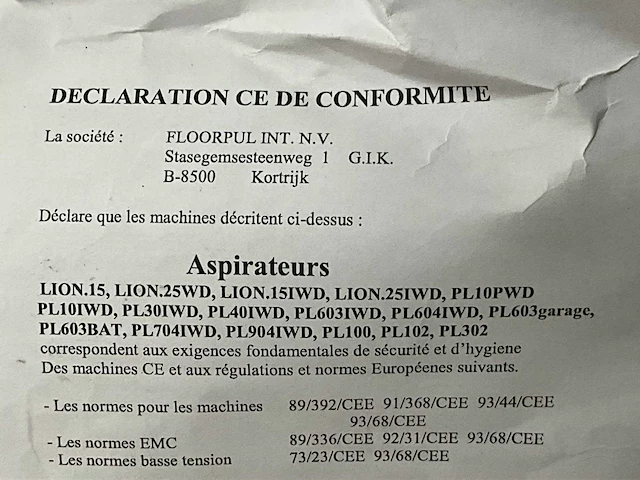 DECLARATION CE DE CONFORMITE
La société : FLOORPUL INT. N.V.
Stasegemsesteenweg 1 G.I.K.
B-8500 Kortrijk
Déclare que les machines décritent ci-dessus :
Aspirateurs
LION.15, LION.25WD, LION.15IWD, LION.25IWD, PL10PWD
PL10IWD, PL30IWD, PL40IWD, PL603IWD, PL604IWD, PL603garage,
PL603BAT, PL704IWD, PL904IWD, PL100, PL102, PL302
correspondent aux exigences fondamentales de sécurité et d'hygiene
Des machines CE et aux régulations et normes Européenes suivants.
- Les normes pour les machines 89/392/CEE 91/368/CEE 93/44/CEE
93/68/CEE
- Les normes EMC 89/336/CEE 92/31/CEE 93/68/CEE
- Les normes basse tension 73/23/CEE 93/68/CEE